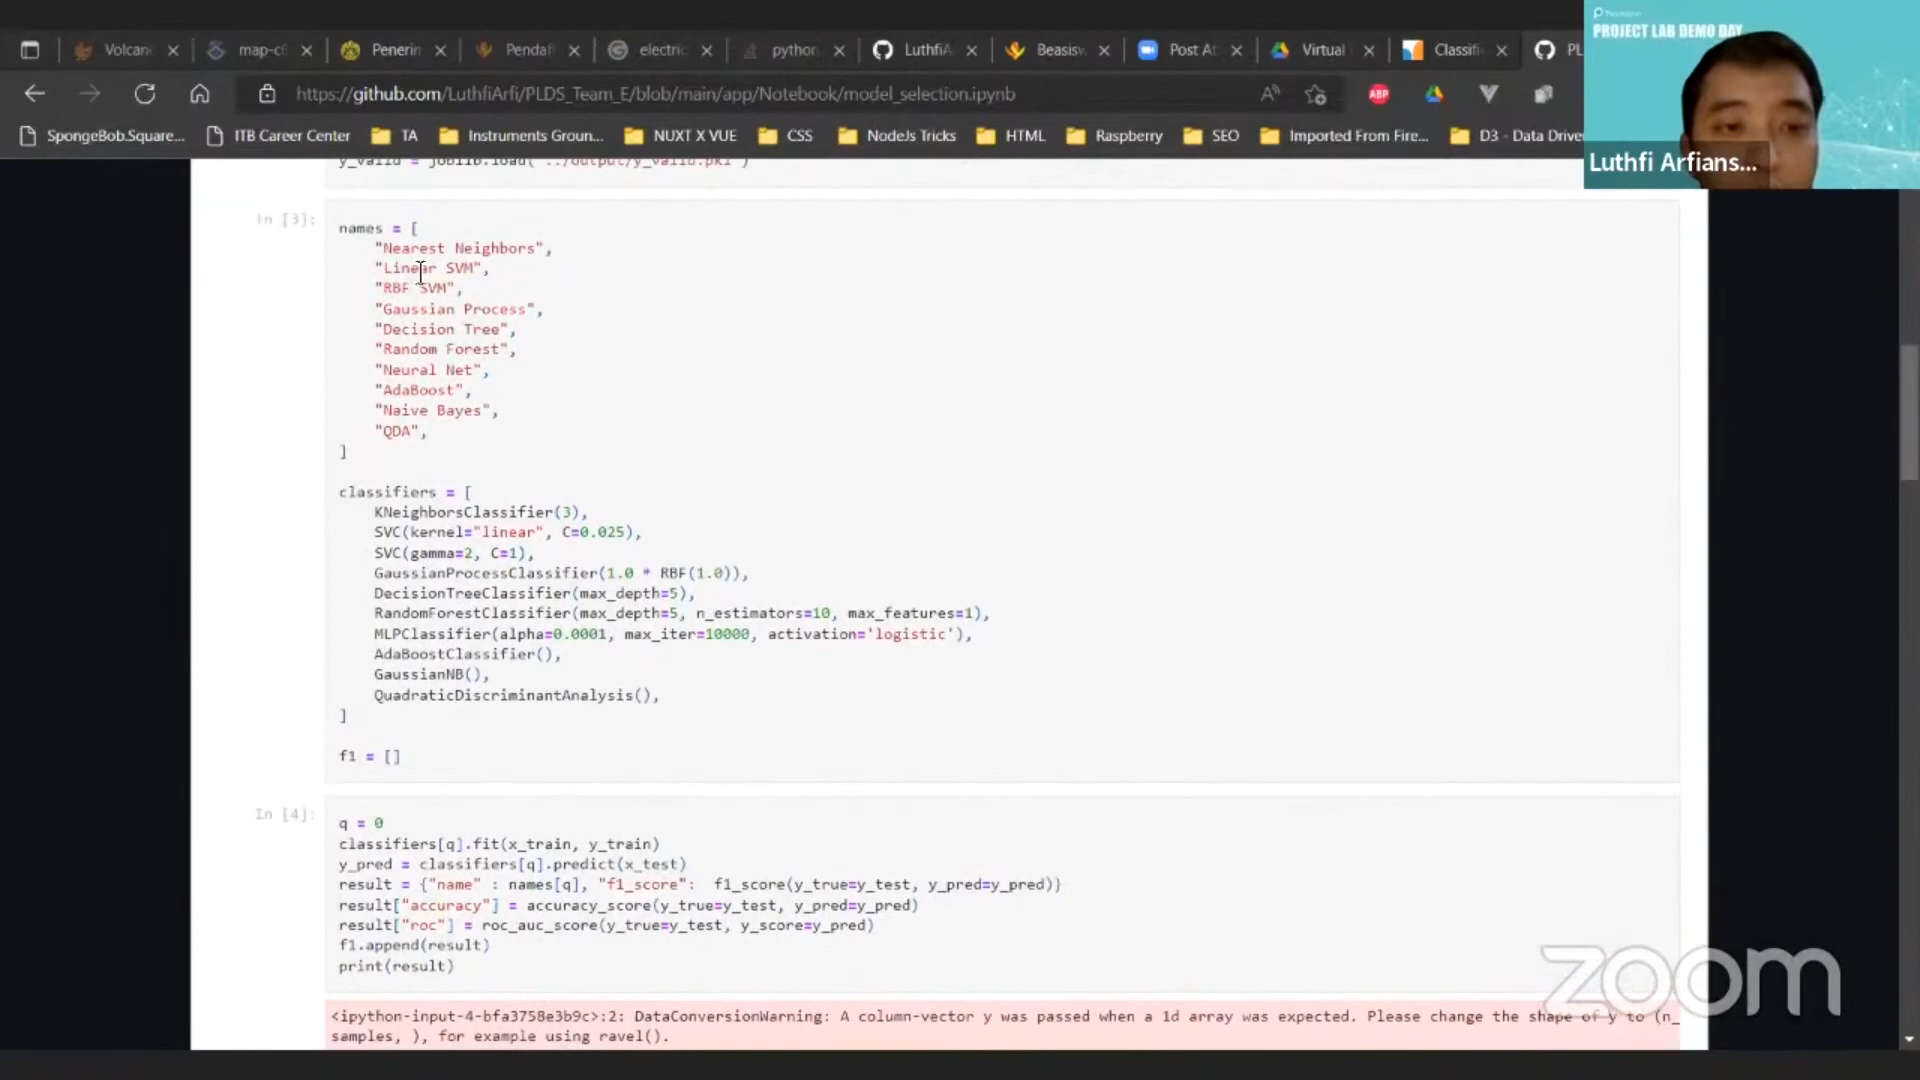 Volcan
map-c
Penerin
Pendaf
electric
python
LuthfiA
Beasisw
Post At
Virtual
Classifi
PL
PROJECT LAB DEMO DAY
https://github.com/LuthfiArfi/PLDS_Team_E/blob/main/app/Notebook/model_selection.ipynb
ABP
SpongeBob.Square...
ITB Career Center
TA
Instruments Groun...
NUXT X VUE
CSS
NodeJs Tricks
HTML
Raspberry
SEO
Imported From Fire...
D3 - Data Drive
Luthfi Arfians...
y_valid = joblib.load("../output/y_valid.pkl")
In [3]:
names = [
"Nearest Neighbors",
"Linear SVM",
"RBF SVM",
"Gaussian Process",
"Decision Tree",
"Random Forest",
"Neural Net",
"AdaBoost",
"Naive Bayes",
"QDA",
]
classifiers = [
KNeighborsClassifier(3),
SVC(kernel="linear", C=0.025),
SVC(gamma=2, C=1),
GaussianProcessClassifier(1.0 * RBF(1.0)),
DecisionTreeClassifier(max_depth=5),
RandomForestClassifier(max_depth=5, n_estimators=10, max_features=1),
MLPClassifier(alpha=0.0001, max_iter=10000, activation='logistic'),
AdaBoostClassifier(),
GaussianNB(),
QuadraticDiscriminantAnalysis(),
]
f1 = []
In [4]:
q = 0
classifiers[q].fit(x_train, y_train)
y_pred = classifiers[q].predict(x_test)
result = {"name" : names[q], "f1_score": f1_score(y_true=y_test, y_pred=y_pred)}
result["accuracy"] = accuracy_score(y_true=y_test, y_pred=y_pred)
result["roc"] = roc_auc_score(y_true=y_test, y_score=y_pred)
f1.append(result)
print(result)
<ipython-input-4-bfa3758e3b9c>:2: DataConversionWarning: A column-vector y was passed when a 1d array was expected. Please change the shape of y to (n_
samples, ), for example using ravel().
zoom